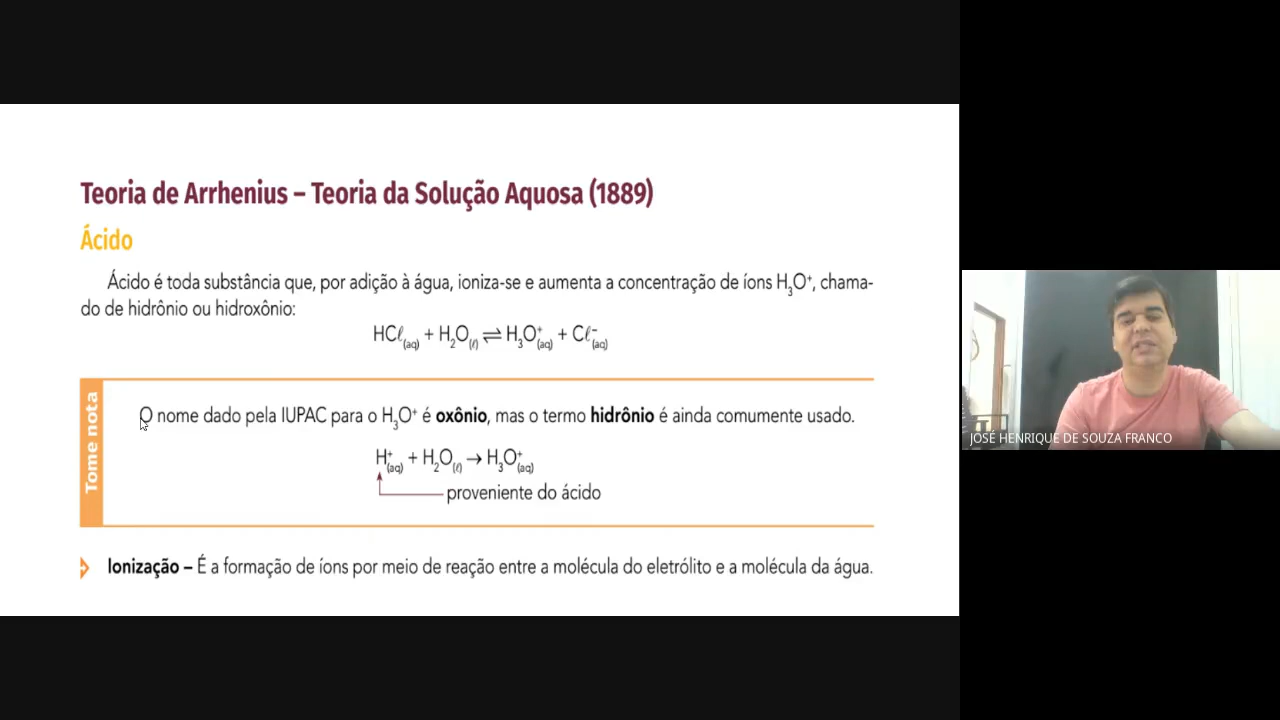 Teoria de Arrhenius – Teoria da Solução Aquosa (1889)
Ácido
Ácido é toda substância que, por adição à água, ioniza-se e aumenta a concentração de íons H₃O⁺, chama-
do de hidrônio ou hidroxônio:
HCℓ(aq) + H₂O(ℓ) ⇌ H₃O⁺(aq) + Cℓ⁻(aq)
Tome nota
O nome dado pela IUPAC para o H₃O⁺ é oxônio, mas o termo hidrônio é ainda comumente usado.
H⁺(aq) + H₂O(ℓ) → H₃O⁺(aq)
proveniente do ácido
Ionização – É a formação de íons por meio de reação entre a molécula do eletrólito e a molécula da água.
JOSÉ HENRIQUE DE SOUZA FRANCO